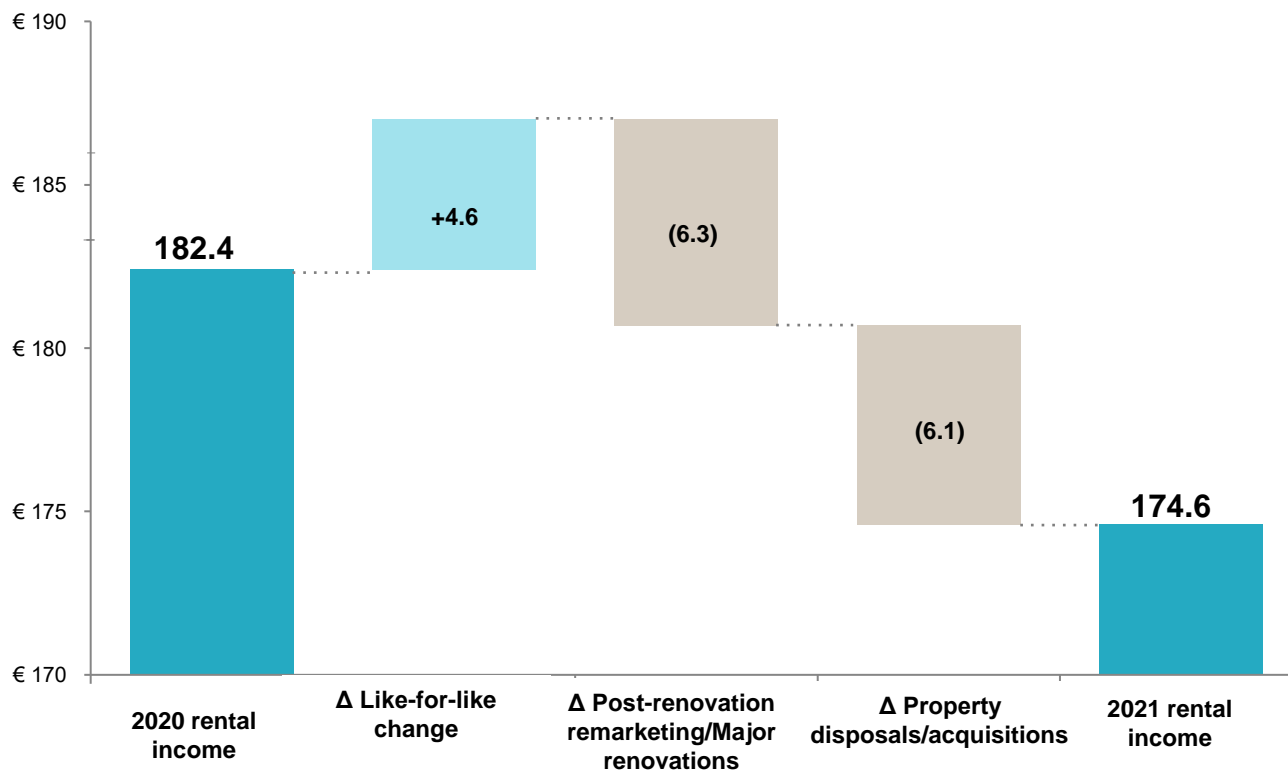 € 190
€ 185
€ 180
€ 175
€ 170
182.4
+4.6
(6.3)
(6.1)
174.6
2020 rental
income
Δ Like-for-like
change
Δ Post-renovation
remarketing/Major
renovations
Δ Property
disposals/acquisitions
2021 rental
income